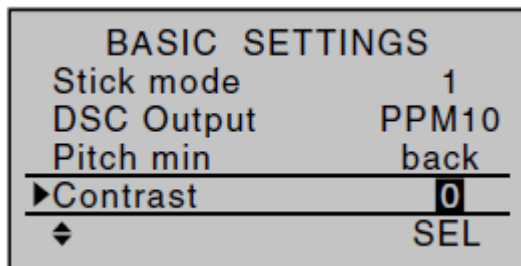 BASIC SETTINGS
Stick mode 1
DSC Output PPM10
Pitch min back
Contrast 0
SEL